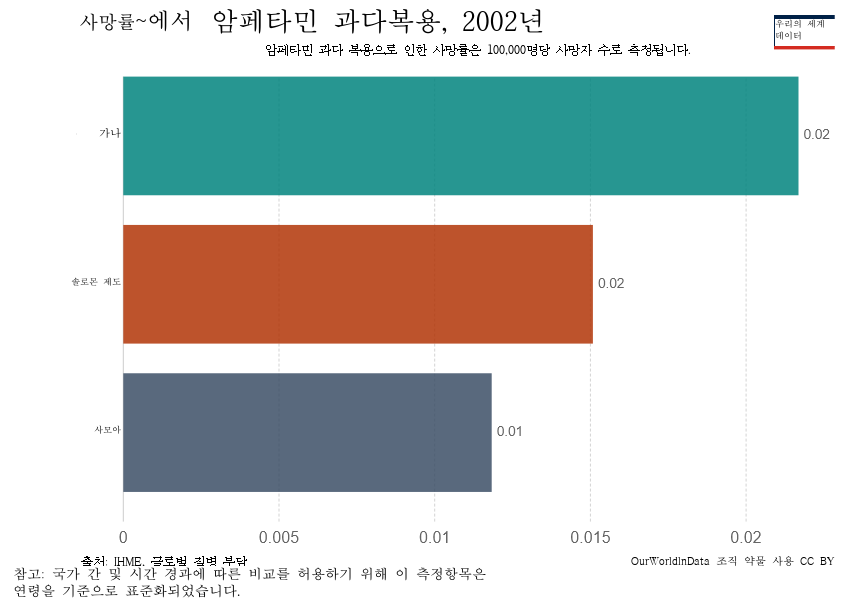 사망률~에서 암페타민 과다복용, 2002년
우리의 세계
데이터
암페타민 과다 복용으로 인한 사망률은 100,000명당 사망자 수로 측정됩니다.
가나
0.02
솔로몬 제도
0.02
사모아
0.01
0 0.005 0.01 0.015 0.02
출처: IHME, 글로벌 질병 부담
OurWorldInData 조직 약물 사용 CC BY
참고: 국가 간 및 시간 경과에 따른 비교를 허용하기 위해 이 측정항목은
연령을 기준으로 표준화되었습니다.